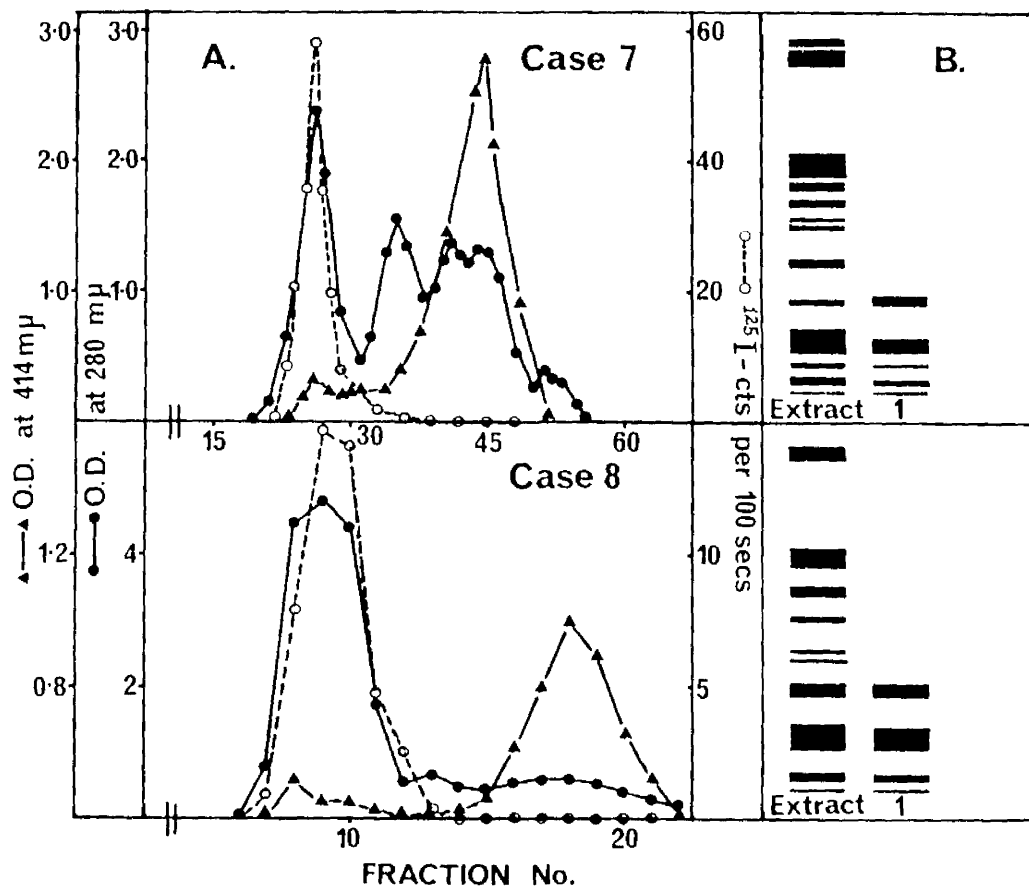 A.
Case 7
B.
3·0
3·0
60
2·0
2·0
40
1·0
1·0
20
15
30
45
60
Extract 1
Case 8
1·2
4
10
0·8
2
5
10
20
Extract 1
FRACTION No.
▲—▲ O.D. at 414 mµ
●—● O.D. at 280 mµ
○----○ ¹²⁵I-cts per 100 secs